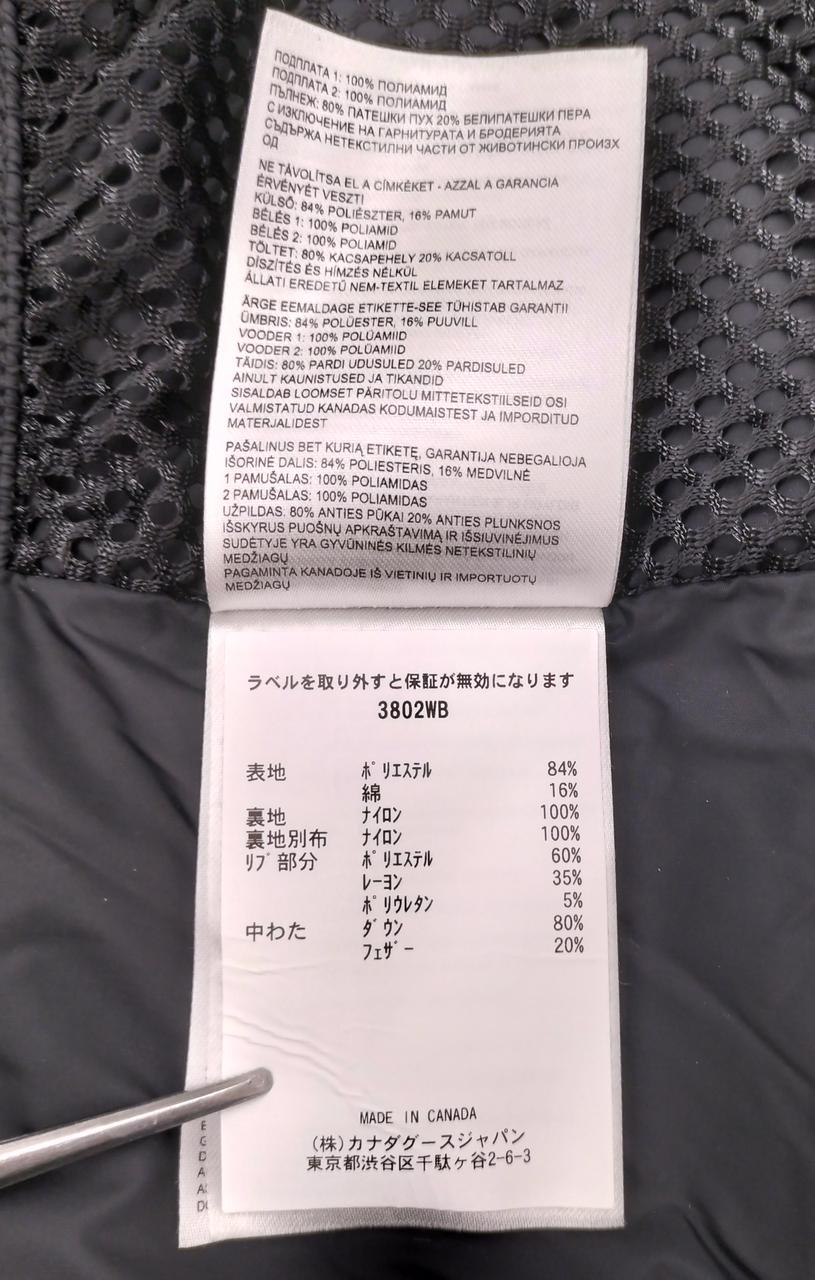 ПОДПЛАТА 1: 100% ПОЛИАМИД
ПОДПЛАТА 2: 100% ПОЛИАМИД
ПЪЛНЕЖ: 80% ПАТЕШКИ ПУХ 20% БЕЛИПАТЕШКИ ПЕРА
С ИЗКЛЮЧЕНИЕ НА ГАРНИТУРАТА И БРОДЕРИЯТА
СЪДЪРЖА НЕТЕКСТИЛНИ ЧАСТИ ОТ ЖИВОТИНСКИ ПРОИЗХ
ОД
NE TÁVOLÍTSA EL A CÍMKÉKET - AZZAL A GARANCIA
ÉRVÉNYÉT VESZTI
KÜLSŐ: 84% POLIÉSZTER, 16% PAMUT
BÉLÉS 1: 100% POLIAMID
BÉLÉS 2: 100% POLIAMID
TÖLTET: 80% KACSAPEHELY 20% KACSATOLL
DÍSZÍTÉS ÉS HÍMZÉS NÉLKÜL
ÁLLATI EREDETŰ NEM-TEXTIL ELEMEKET TARTALMAZ
ÄRGE EEMALDAGE ETIKETTE-SEE TÜHISTAB GARANTII
ÜMBRIS: 84% POLÜESTER, 16% PUUVILL
VOODER 1: 100% POLÜAMIID
VOODER 2: 100% POLÜAMIID
TÄIDIS: 80% PARDI UDUSULED 20% PARDISULED
AINULT KAUNISTUSED JA TIKANDID
SISALDAB LOOMSET PÄRITOLU MITTETEKSTIILSEID OSI
VALMISTATUD KANADAS KODUMAISTEST JA IMPORDITUD
MATERJALIDEST
PAŠALINUS BET KURIĄ ETIKETĘ, GARANTIJA NEBEGALIOJA
IŠORINĖ DALIS: 84% POLIESTERIS, 16% MEDVILNĖ
1 PAMUŠALAS: 100% POLIAMIDAS
2 PAMUŠALAS: 100% POLIAMIDAS
UŽPILDAS: 80% ANTIES PŪKAI 20% ANTIES PLUNKSNOS
IŠSKYRUS PUOŠNŲ APKRAŠTAVIMĄ IR IŠSIUVINĖJIMUS
SUDĖTYJE YRA GYVŪNINĖS KILMĖS NETEKSTILINIŲ
MEDŽIAGŲ
PAGAMINTA KANADOJE IŠ VIETINIŲ IR IMPORTUOTŲ
MEDŽIAGŲ
ラベルを取り外すと保証が無効になります
3802WB
表地 ﾎﾟﾘｴｽﾃﾙ 84%
綿 16%
裏地 ﾅｲﾛﾝ 100%
裏地別布 ﾅｲﾛﾝ 100%
ﾘﾌﾞ部分 ﾎﾟﾘｴｽﾃﾙ 60%
ﾚｰﾖﾝ 35%
ﾎﾟﾘｳﾚﾀﾝ 5%
中わた ﾀﾞｳﾝ 80%
ﾌｪｻﾞｰ 20%
MADE IN CANADA
(株)カナダグースジャパン
東京都渋谷区千駄ヶ谷2-6-3